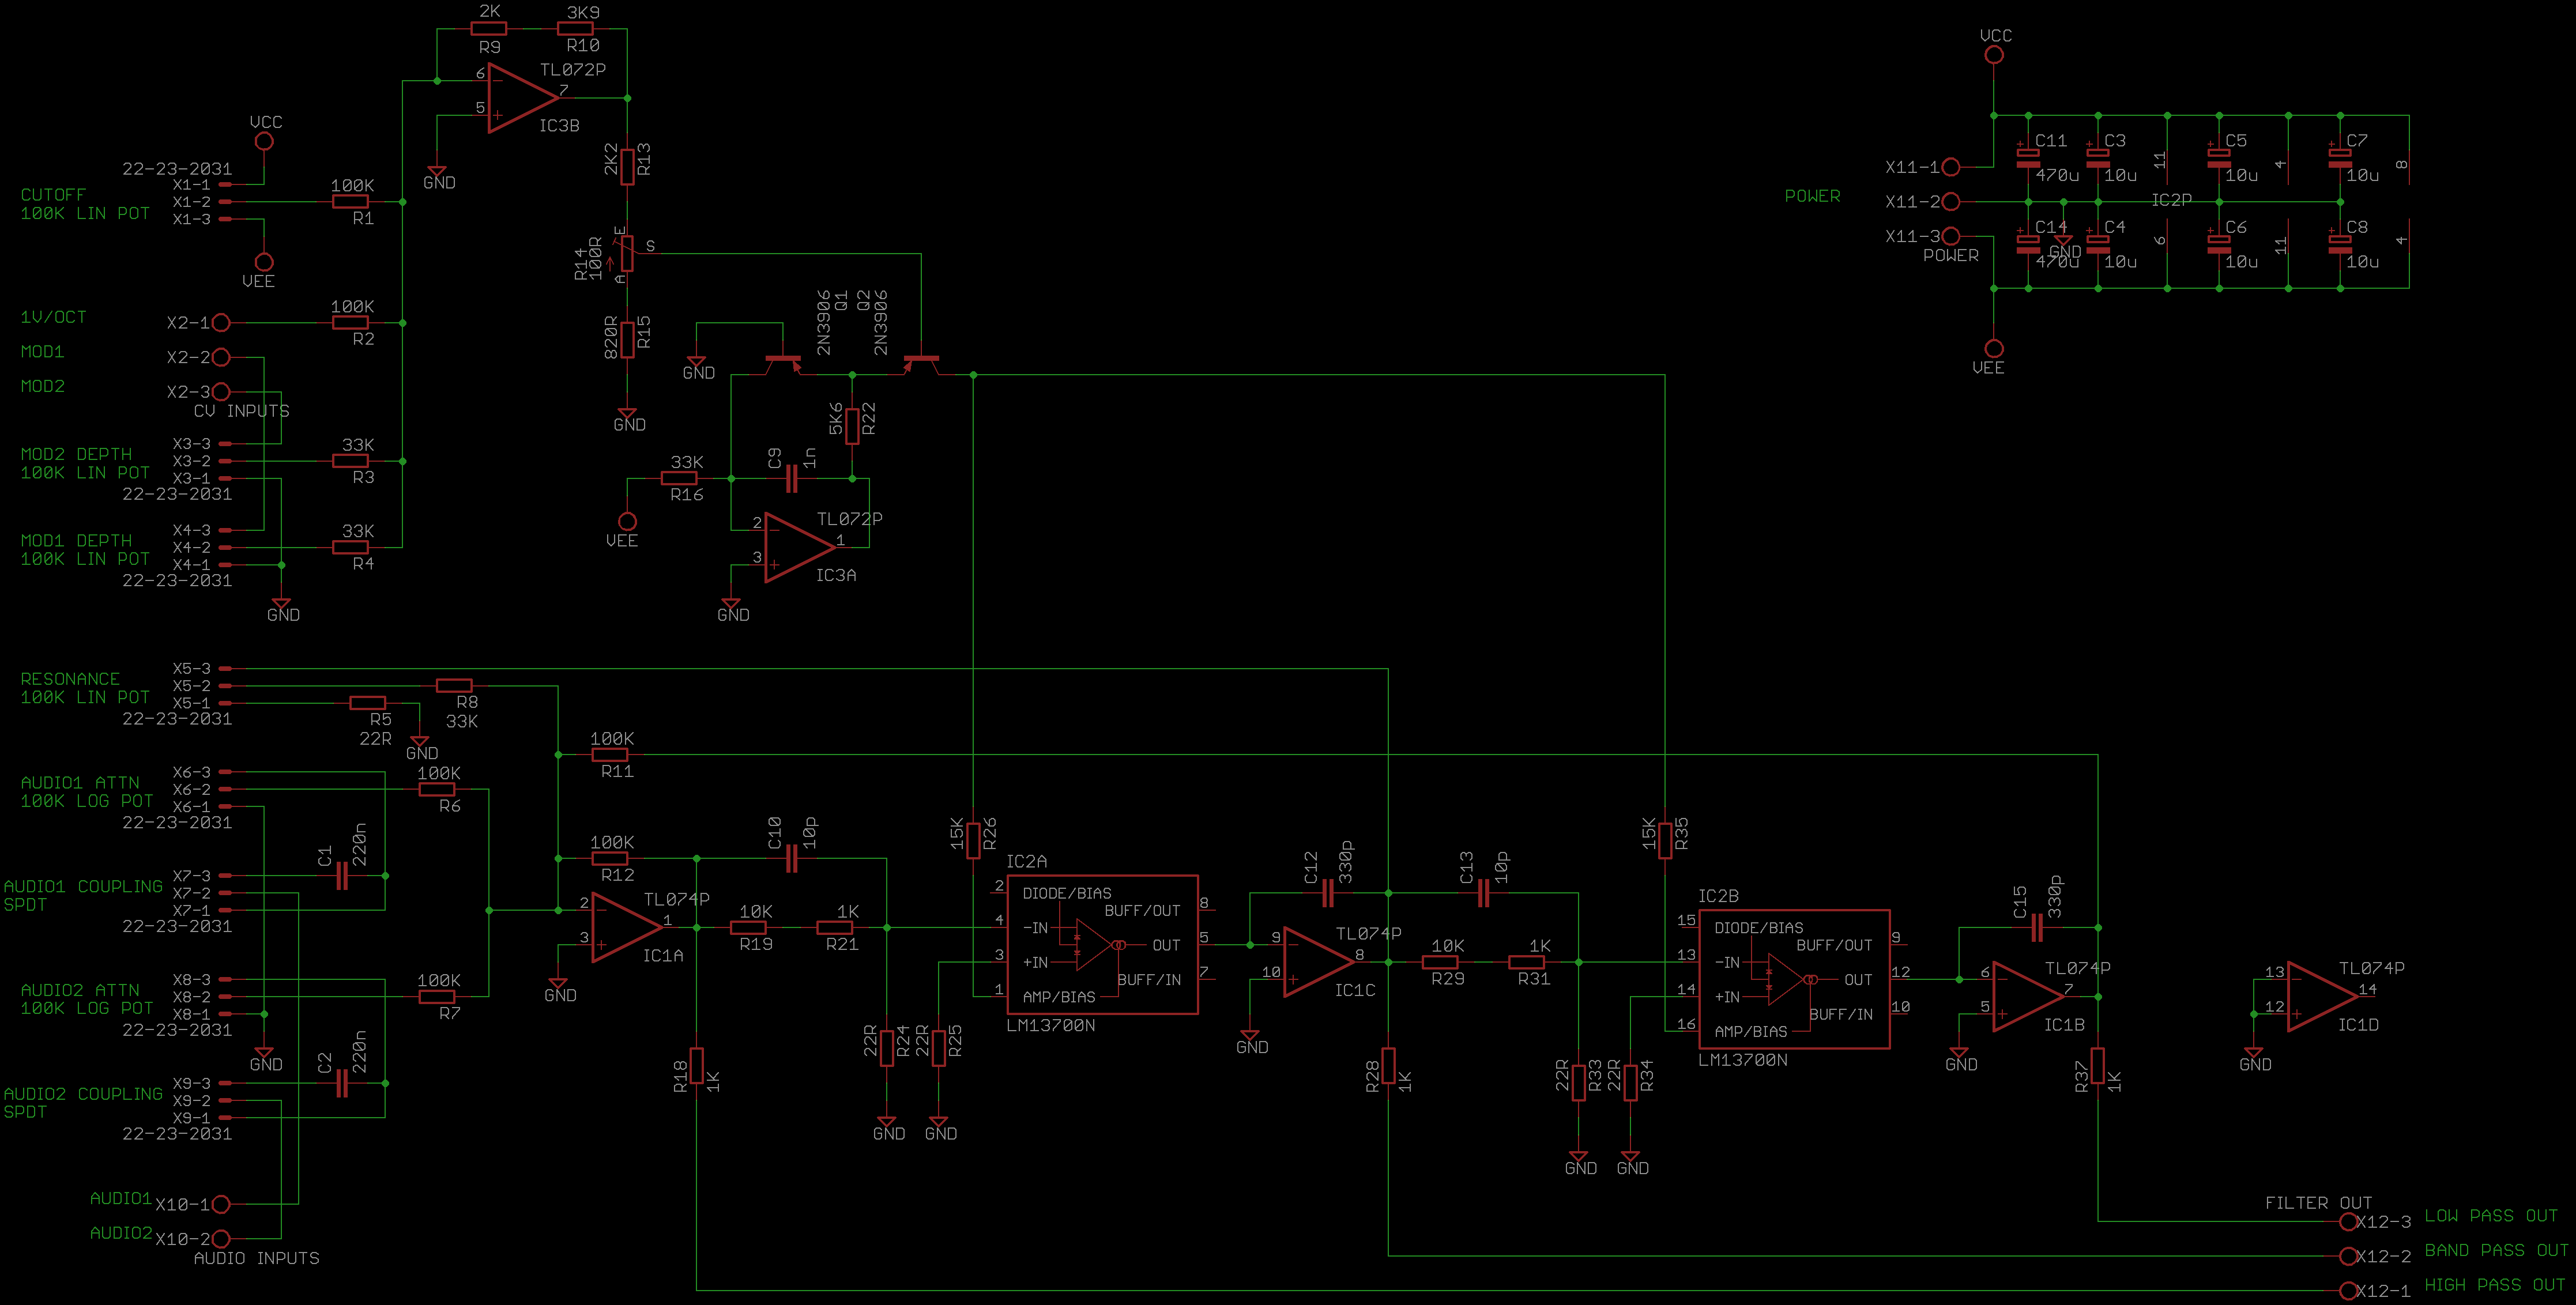 2K
R9
3K9
R10
TL072P
6
5
7
IC3B
GND
VCC
22-23-2031
X1-1
X1-2
X1-3
CUTOFF
100K LIN POT
100K
R1
VEE
2K2
R13
R14
100R
E
S
A
820R
R15
GND
1V/OCT
X2-1
100K
R2
MOD1
X2-2
MOD2
X2-3
CV INPUTS
MOD2 DEPTH
100K LIN POT
X3-3
X3-2
X3-1
22-23-2031
33K
R3
MOD1 DEPTH
100K LIN POT
X4-3
X4-2
X4-1
22-23-2031
33K
R4
GND
GND
2N3906
Q1
Q2
2N3906
5K6
R22
33K
R16
VEE
C9
1n
TL072P
2
3
1
IC3A
GND
VCC
POWER
X11-1
X11-2
X11-3
POWER
C11
470u
C3
10u
11
C5
10u
4
C7
10u
8
IC2P
C14
470u
GND
C4
10u
6
C6
10u
11
C8
10u
4
VEE
RESONANCE
100K LIN POT
X5-3
X5-2
X5-1
22-23-2031
R5
22R
R8
33K
GND
100K
R11
AUDIO1 ATTN
100K LOG POT
X6-3
X6-2
X6-1
22-23-2031
100K
R6
C1
220n
AUDIO1 COUPLING
SPDT
X7-3
X7-2
X7-1
22-23-2031
100K
R12
TL074P
2
3
1
IC1A
GND
AUDIO2 ATTN
100K LOG POT
X8-3
X8-2
X8-1
22-23-2031
100K
R7
GND
C2
220n
AUDIO2 COUPLING
SPDT
X9-3
X9-2
X9-1
22-23-2031
AUDIO1
X10-1
AUDIO2
X10-2
AUDIO INPUTS
C10
10p
10K
R19
1K
R21
R18
1K
22R
R24
22R
R25
GND
GND
15K
R26
IC2A
2
4
3
1
DIODE/BIAS
-IN
+IN
AMP/BIAS
BUFF/OUT
OUT
BUFF/IN
8
5
7
LM13700N
C12
330p
TL074P
9
10
8
IC1C
GND
C13
10p
10K
R29
1K
R31
R28
1K
22R
R33
22R
R34
GND
GND
15K
R35
IC2B
15
13
14
16
DIODE/BIAS
-IN
+IN
AMP/BIAS
BUFF/OUT
OUT
BUFF/IN
9
12
10
LM13700N
C15
330p
TL074P
6
5
7
IC1B
GND
R37
1K
TL074P
13
12
14
IC1D
GND
FILTER OUT
X12-3
LOW PASS OUT
X12-2
BAND PASS OUT
X12-1
HIGH PASS OUT